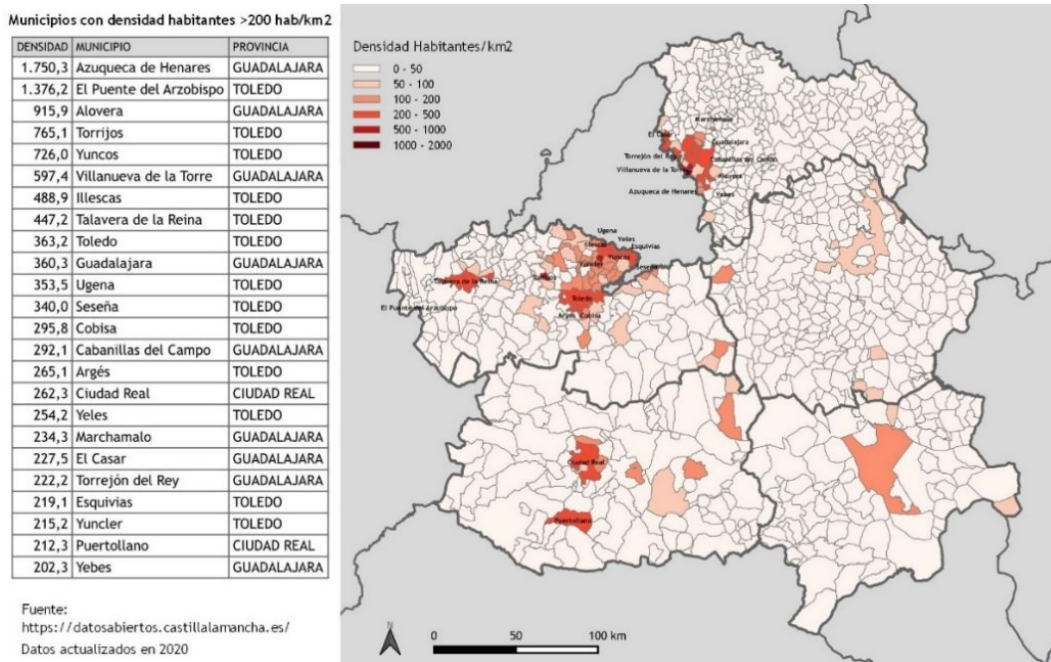 Municipios con densidad habitantes >200 hab/km2
DENSIDAD MUNICIPIO PROVINCIA
1.750,3 Azuqueca de Henares GUADALAJARA
1.376,2 El Puente del Arzobispo TOLEDO
915,9 Alovera GUADALAJARA
765,1 Torrijos TOLEDO
726,0 Yuncos TOLEDO
597,4 Villanueva de la Torre GUADALAJARA
488,9 Illescas TOLEDO
447,2 Talavera de la Reina TOLEDO
363,2 Toledo TOLEDO
360,3 Guadalajara GUADALAJARA
353,5 Ugena TOLEDO
340,0 Seseña TOLEDO
295,8 Cobisa TOLEDO
292,1 Cabanillas del Campo GUADALAJARA
265,1 Argés TOLEDO
262,3 Ciudad Real CIUDAD REAL
254,2 Yeles TOLEDO
234,3 Marchamalo GUADALAJARA
227,5 El Casar GUADALAJARA
222,2 Torrejón del Rey GUADALAJARA
219,1 Esquivias TOLEDO
215,2 Yuncler TOLEDO
212,3 Puertollano CIUDAD REAL
202,3 Yebes GUADALAJARA
Fuente:
https://datosabiertos.castillalamancha.es/
Datos actualizados en 2020
Densidad Habitantes/km2
0 - 50
50 - 100
100 - 200
200 - 500
500 - 1000
1000 - 2000
Marchamalo
El Casar
Guadalajara
Torrejón del Rey
Cabanillas del Campo
Villanueva de la Torre
Alovera
Azuqueca de Henares
Yebes
Ugena
Illescas
Yeles
Esquivias
Yuncos
Yuncler
Seseña
Talavera de la Reina
Toledo
El Puente del Arzobispo
Argés Cobisa
Ciudad Real
Puertollano
N
0 50 100 km